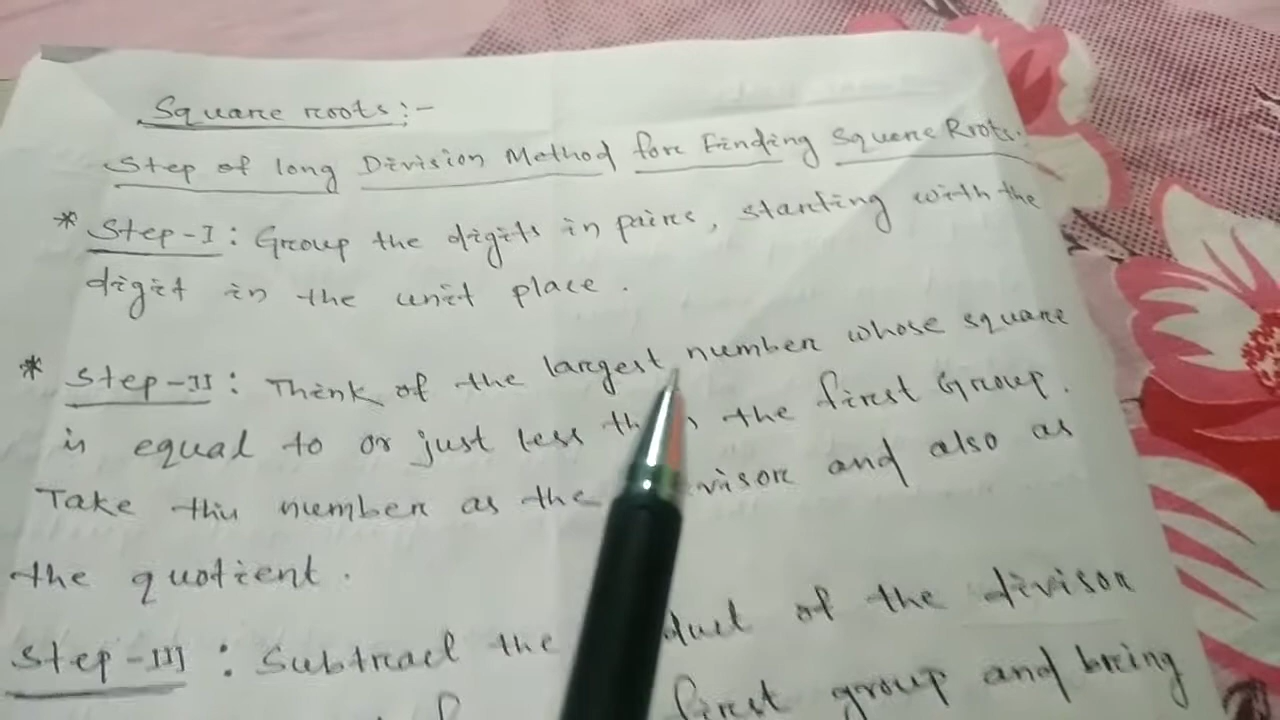 Square roots:-
Step of long Division Method for Finding Square Rots.
* Step-I: Group the digits in pairs, starting with the
digit in the unit place.
* Step-II: Think of the largest number whose square
is equal to or just less the first Group.
Take this number as the and also as
the quotient.
Step-III: Subtract the of the divisor
first group and bring